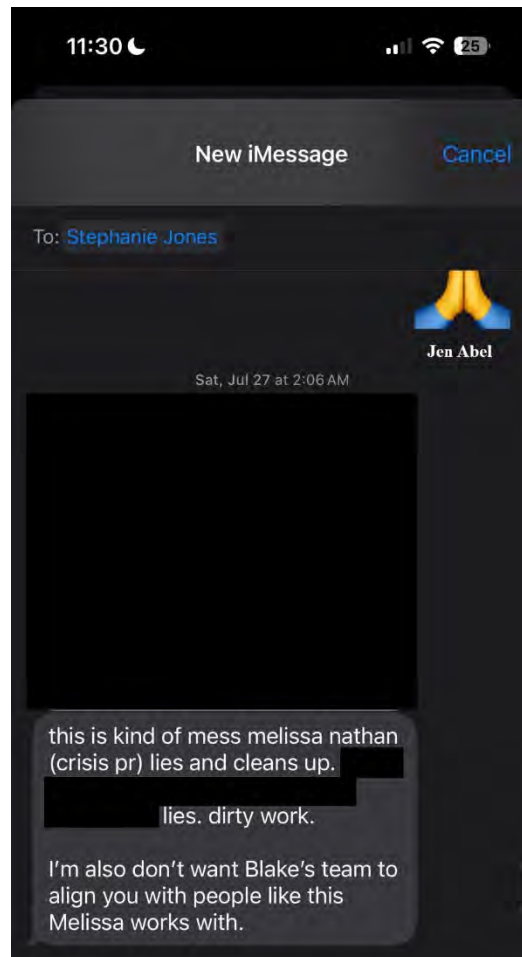 11:30
25
New iMessage
Cancel
To: Stephanie Jones
Jen Abel
Sat, Jul 27 at 2:06 AM
this is kind of mess melissa nathan
(crisis pr) lies and cleans up.
lies. dirty work.
I'm also don't want Blake's team to
align you with people like this
Melissa works with.